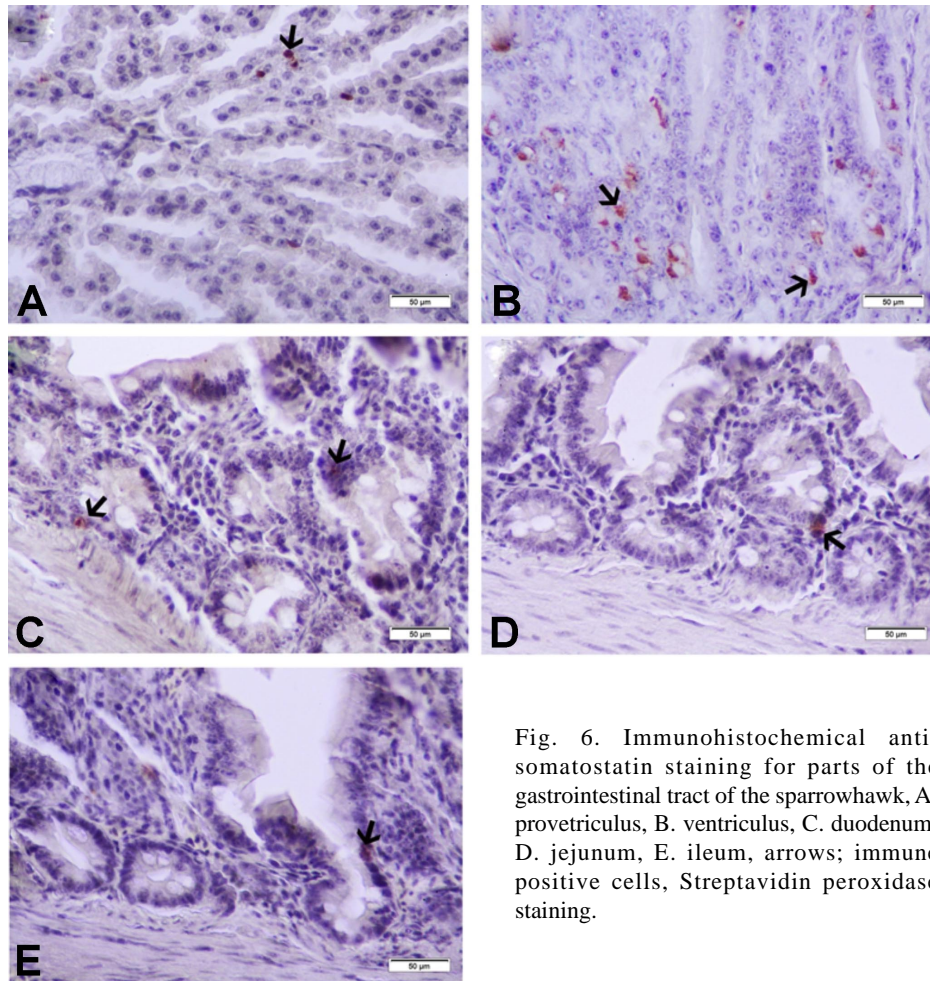 A
50 µm
B
50 µm
C
50 µm
D
50 µm
E
50 µm
Fig. 6. Immunohistochemical anti
somatostatin staining for parts of the
gastrointestinal tract of the sparrowhawk, A
provetriculus, B. ventriculus, C. duodenum
D. jejunum, E. ileum, arrows; immuno
positive cells, Streptavidin peroxidase
staining.